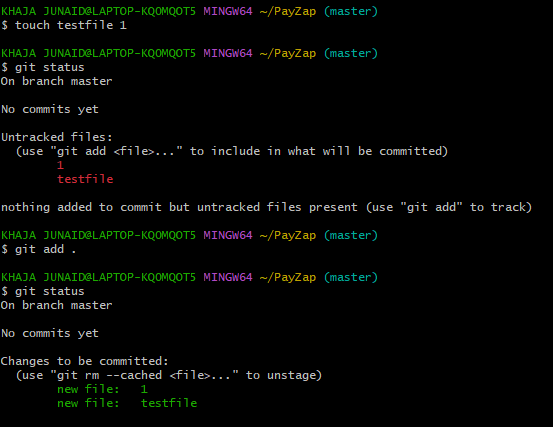 KHAJA JUNAID@LAPTOP-KQOMQOT5 MINGW64 ~/PayZap (master)
$ touch testfile 1
KHAJA JUNAID@LAPTOP-KQOMQOT5 MINGW64 ~/PayZap (master)
$ git status
On branch master
No commits yet
Untracked files:
  (use "git add <file>..." to include in what will be committed)
        1
        testfile
nothing added to commit but untracked files present (use "git add" to track)
KHAJA JUNAID@LAPTOP-KQOMQOT5 MINGW64 ~/PayZap (master)
$ git add .
KHAJA JUNAID@LAPTOP-KQOMQOT5 MINGW64 ~/PayZap (master)
$ git status
On branch master
No commits yet
Changes to be committed:
  (use "git rm --cached <file>..." to unstage)
        new file:   1
        new file:   testfile